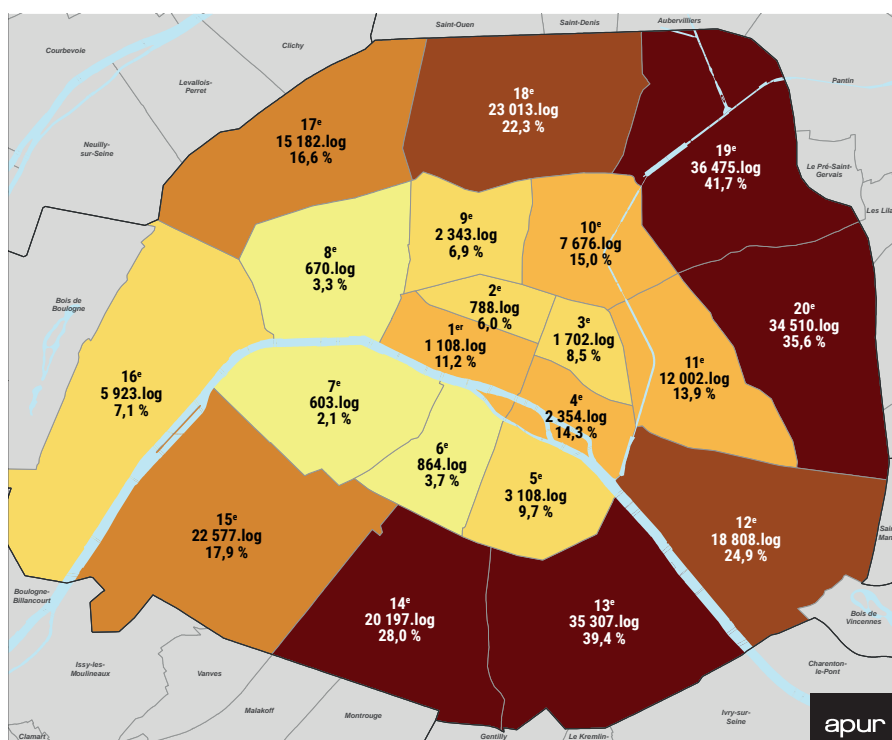 Saint-Ouen
Saint-Denis
Aubervilliers
Courbevoie
Clichy
Levallois-
Perret
Pantin
Neuilly-
sur-Seine
17e
15 182.log
16,6 %
18e
23 013.log
22,3 %
19e
36 475.log
41,7 %
Le Pré-Saint-
Gervais
Les Lila
8e
670.log
3,3 %
9e
2 343.log
6,9 %
10e
7 676.log
15,0 %
Bois de
Boulogne
2e
788.log
6,0 %
1er
1 108.log
11,2 %
3e
1 702.log
8,5 %
20e
34 510.log
35,6 %
16e
5 923.log
7,1 %
7e
603.log
2,1 %
4e
2 354.log
14,3 %
11e
12 002.log
13,9 %
6e
864.log
3,7 %
5e
3 108.log
9,7 %
15e
22 577.log
17,9 %
12e
18 808.log
24,9 %
Sain
Man
Boulogne-
Billancourt
14e
20 197.log
28,0 %
13e
35 307.log
39,4 %
Bois de
Vincennes
Issy-les-
Moulineaux
Vanves
Charenton-
le-Pont
Malakoff
Montrouge
Ivry-sur-
Seine
Clamart
Gentilly
Le Kremlin-
apur